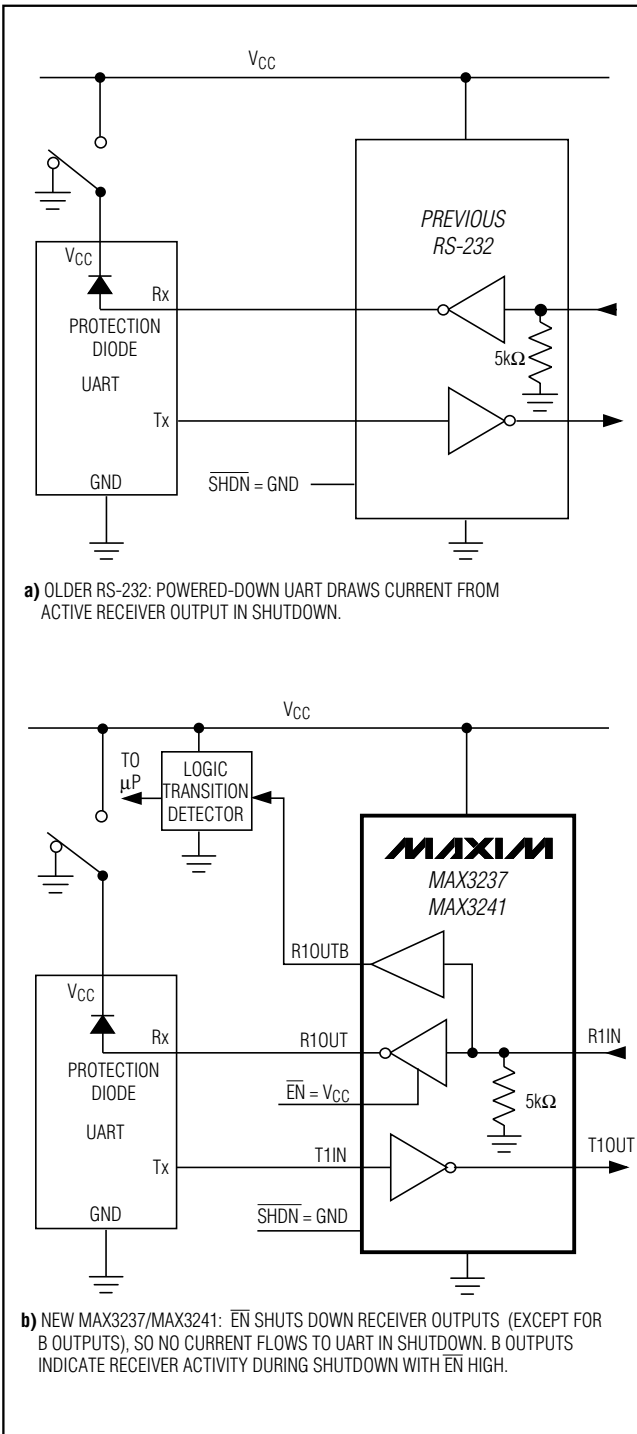 VCC
PREVIOUS
RS-232
VCC
Rx
PROTECTION
DIODE
5kΩ
UART
Tx
GND
SHDN = GND
a) OLDER RS-232: POWERED-DOWN UART DRAWS CURRENT FROM
ACTIVE RECEIVER OUTPUT IN SHUTDOWN.
VCC
TO
µP
LOGIC
TRANSITION
DETECTOR
MAXIM
MAX3237
MAX3241
R1OUTB
VCC
Rx
R1OUT
R1IN
PROTECTION
DIODE
EN = VCC
5kΩ
UART
Tx
T1IN
T1OUT
GND
SHDN = GND
b) NEW MAX3237/MAX3241: EN SHUTS DOWN RECEIVER OUTPUTS (EXCEPT FOR
B OUTPUTS), SO NO CURRENT FLOWS TO UART IN SHUTDOWN. B OUTPUTS
INDICATE RECEIVER ACTIVITY DURING SHUTDOWN WITH EN HIGH.